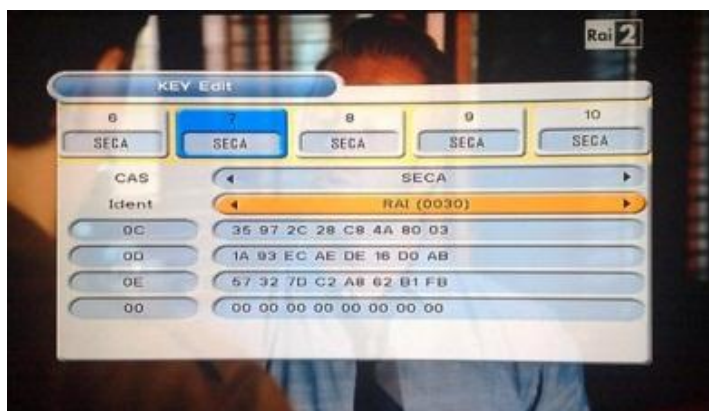 Rai 2
KEY Edit
6 7 8 9 10
SECA SECA SECA SECA SECA
CAS SECA
Ident RAI (0030)
0C 35 97 2C 28 C8 4A 80 03
0D 1A 93 EC AE DE 16 D0 AB
0E 57 32 7D C2 A8 62 B1 FB
00 00 00 00 00 00 00 00 00